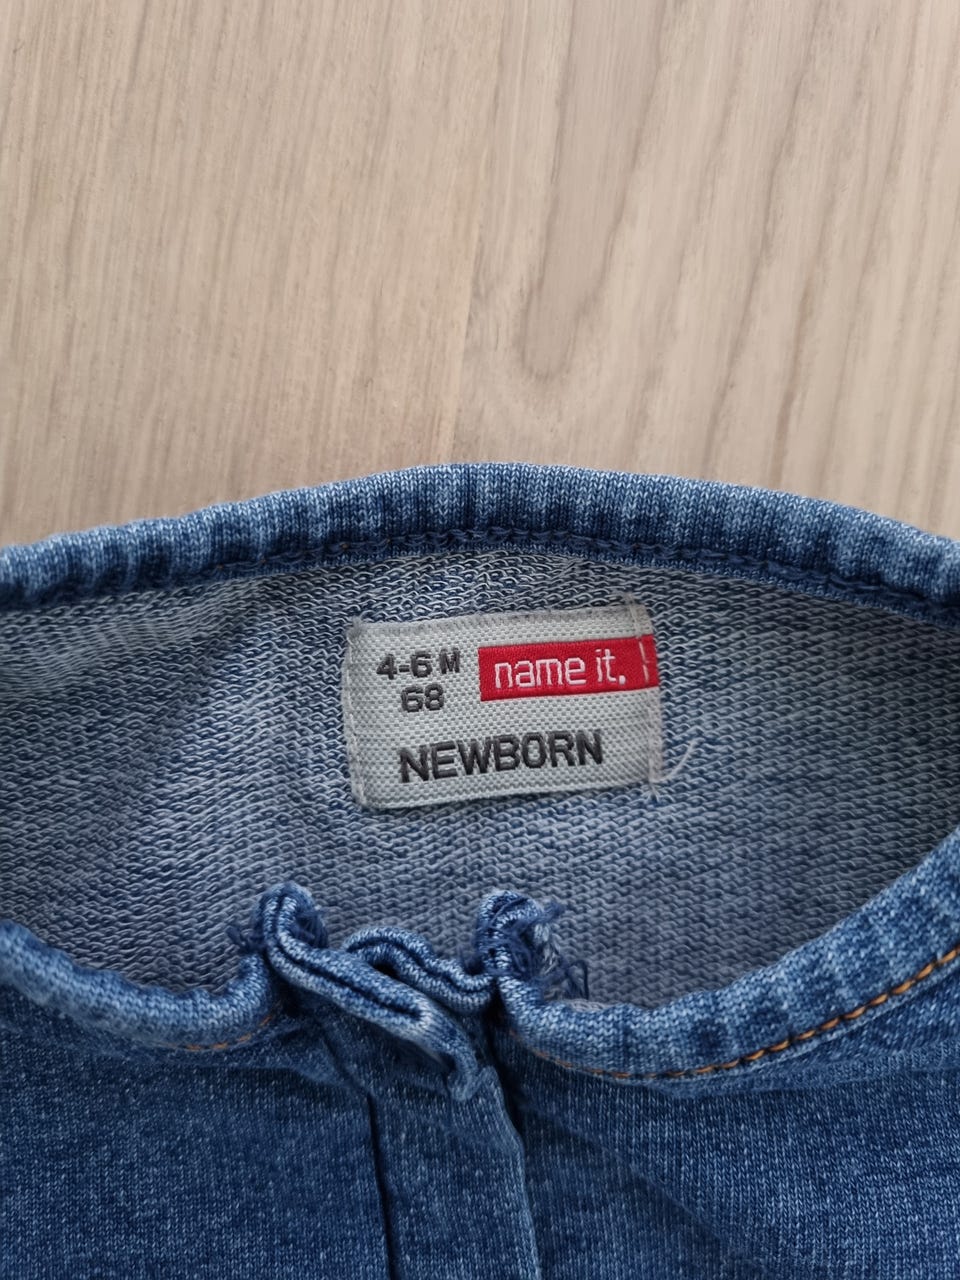 4-6 M
68
name it.
NEWBORN